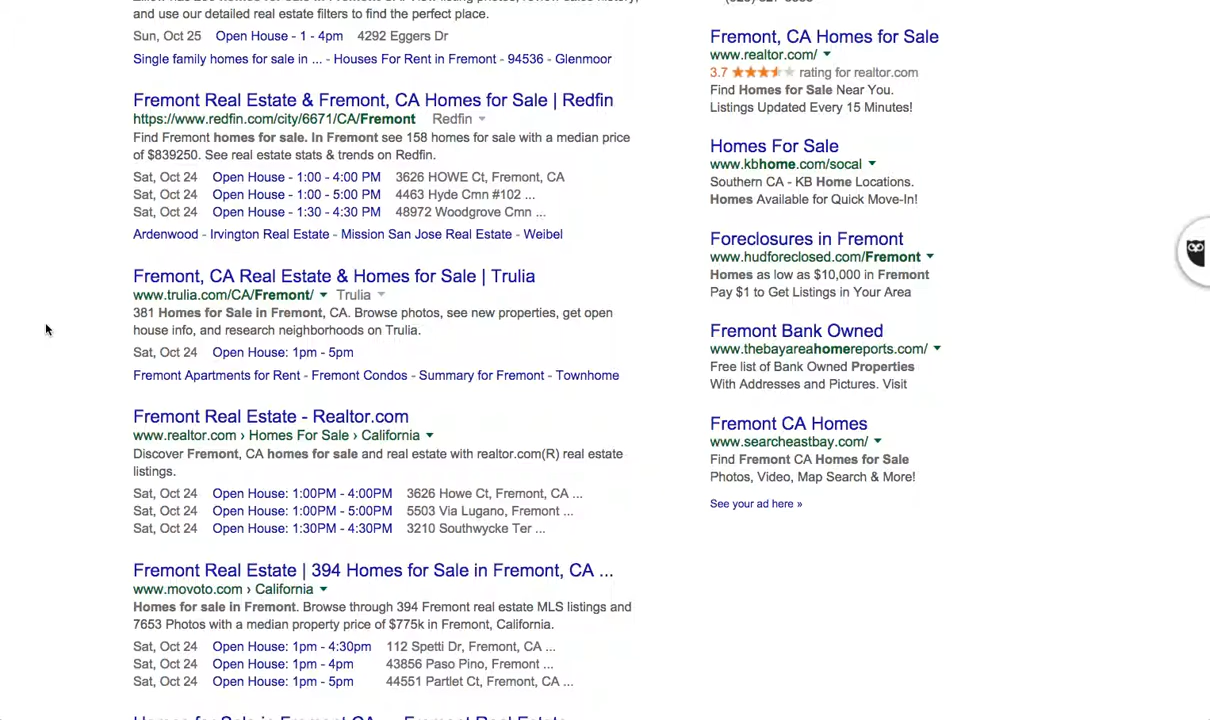 and use our detailed real estate filters to find the perfect place.
Sun, Oct 25 Open House - 1 - 4pm 4292 Eggers Dr
Single family homes for sale in ... - Houses For Rent in Fremont - 94536 - Glenmoor
Fremont Real Estate & Fremont, CA Homes for Sale | Redfin
https://www.redfin.com/city/6671/CA/Fremont Redfin
Find Fremont homes for sale. In Fremont see 158 homes for sale with a median price
of $839250. See real estate stats & trends on Redfin.
Sat, Oct 24 Open House - 1:00 - 4:00 PM 3626 HOWE Ct, Fremont, CA
Sat, Oct 24 Open House - 1:00 - 5:00 PM 4463 Hyde Cmn #102 ...
Sat, Oct 24 Open House - 1:30 - 4:30 PM 48972 Woodgrove Cmn ...
Ardenwood - Irvington Real Estate - Mission San Jose Real Estate - Weibel
Fremont, CA Real Estate & Homes for Sale | Trulia
www.trulia.com/CA/Fremont/ Trulia
381 Homes for Sale in Fremont, CA. Browse photos, see new properties, get open
house info, and research neighborhoods on Trulia.
Sat, Oct 24 Open House: 1pm - 5pm
Fremont Apartments for Rent - Fremont Condos - Summary for Fremont - Townhome
Fremont Real Estate - Realtor.com
www.realtor.com › Homes For Sale › California
Discover Fremont, CA homes for sale and real estate with realtor.com(R) real estate
listings.
Sat, Oct 24 Open House: 1:00PM - 4:00PM 3626 Howe Ct, Fremont, CA ...
Sat, Oct 24 Open House: 1:00PM - 5:00PM 5503 Via Lugano, Fremont ...
Sat, Oct 24 Open House: 1:30PM - 4:30PM 3210 Southwycke Ter ...
Fremont Real Estate | 394 Homes for Sale in Fremont, CA ...
www.movoto.com › California
Homes for sale in Fremont. Browse through 394 Fremont real estate MLS listings and
7653 Photos with a median property price of $775k in Fremont, California.
Sat, Oct 24 Open House: 1pm - 4:30pm 112 Spetti Dr, Fremont, CA ...
Sat, Oct 24 Open House: 1pm - 4pm 43856 Paso Pino, Fremont ...
Sat, Oct 24 Open House: 1pm - 5pm 44551 Partlet Ct, Fremont, CA ...
Fremont, CA Homes for Sale
www.realtor.com/
3.7 rating for realtor.com
Find Homes for Sale Near You.
Listings Updated Every 15 Minutes!
Homes For Sale
www.kbhome.com/socal
Southern CA - KB Home Locations.
Homes Available for Quick Move-In!
Foreclosures in Fremont
www.hudforeclosed.com/Fremont
Homes as low as $10,000 in Fremont
Pay $1 to Get Listings in Your Area
Fremont Bank Owned
www.thebayareahomereports.com/
Free list of Bank Owned Properties
With Addresses and Pictures. Visit
Fremont CA Homes
www.searcheastbay.com/
Find Fremont CA Homes for Sale
Photos, Video, Map Search & More!
See your ad here »